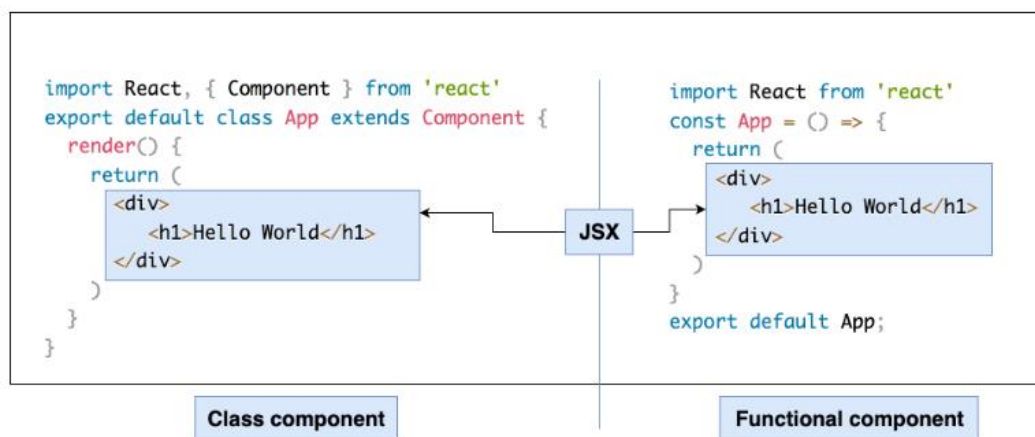 import React, { Component } from 'react'
export default class App extends Component {
render() {
return (
<div>
<h1>Hello World</h1>
</div>
)
}
}
Class component
JSX
import React from 'react'
const App = () => {
return (
<div>
<h1>Hello World</h1>
</div>
)
}
export default App;
Functional component